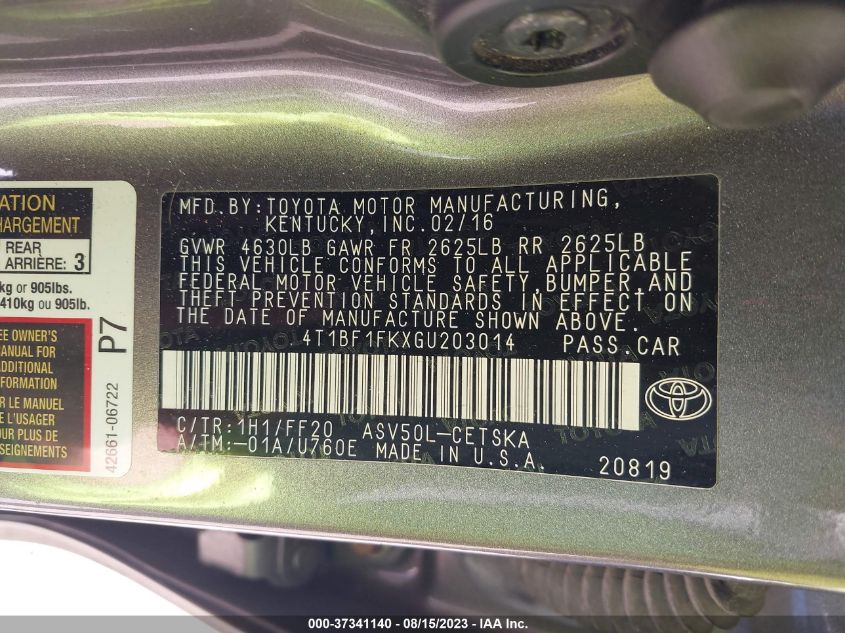 ATION
CHARGEMENT
REAR
ARRIÈRE: 3
kg or 905lbs.
410kg ou 905lb.
EE OWNER'S
MANUAL FOR
ADDITIONAL
INFORMATION
R LE MANUEL
L'USAGER
OUR PLUS DE
SEIGNEMENTS
P7
42661-06722
MFD.BY:TOYOTA MOTOR MANUFACTURING,
KENTUCKY,INC.02/16
GVWR 4630LB GAWR FR 2625LB RR 2625LB
THIS VEHICLE CONFORMS TO ALL APPLICABLE
FEDERAL MOTOR VEHICLE SAFETY,BUMPER,AND
THEFT PREVENTION STANDARDS IN EFFECT ON
THE DATE OF MANUFACTURE SHOWN ABOVE.
4T1BF1FKXGU203014 PASS.CAR
C/TR:1H1/FF20 ASV50L-CETSKA
A/TM:-01A/U760E MADE IN U.S.A. 20819
000-37341140 - 08/15/2023 - IAA Inc.